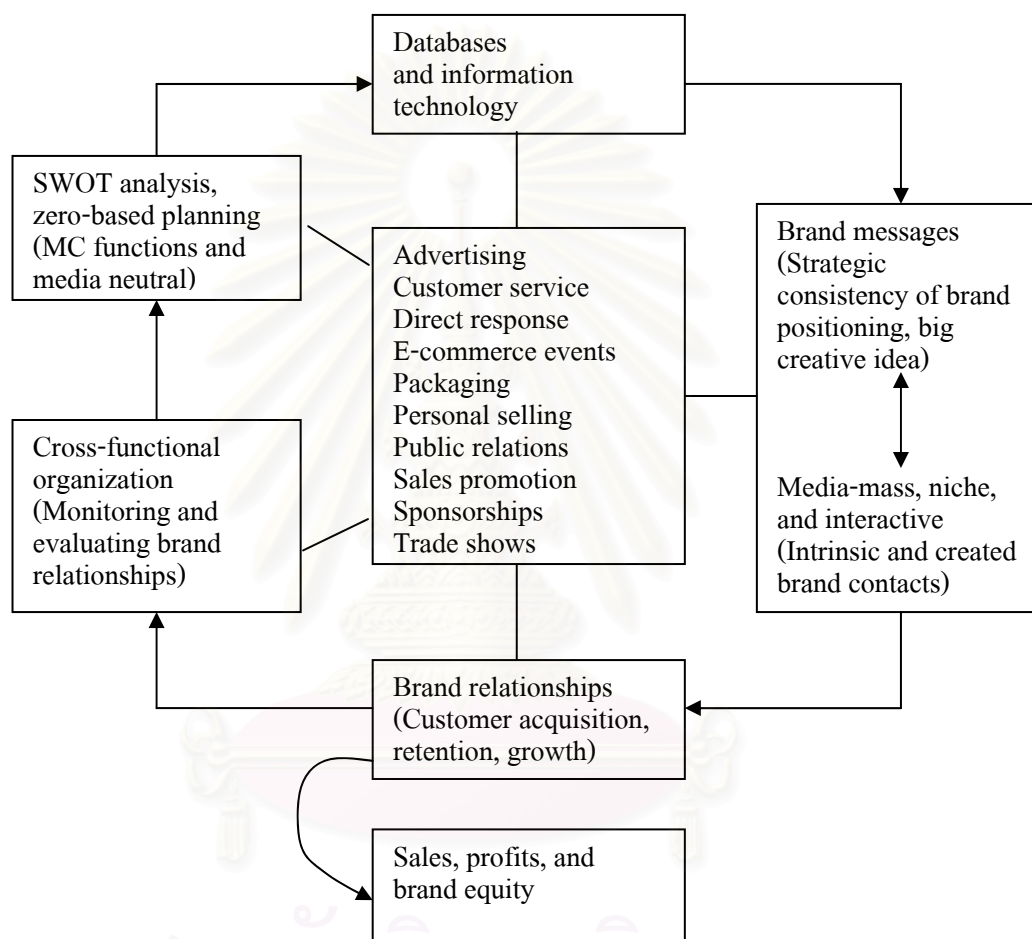 Databases
and information
technology
SWOT analysis,
zero-based planning
(MC functions and
media neutral)
Advertising
Customer service
Direct response
E-commerce events
Packaging
Personal selling
Public relations
Sales promotion
Sponsorships
Trade shows
Brand messages
(Strategic
consistency of brand
positioning, big
creative idea)
Media-mass, niche,
and interactive
(Intrinsic and created
brand contacts)
Cross-functional
organization
(Monitoring and
evaluating brand
relationships)
Brand relationships
(Customer acquisition,
retention, growth)
Sales, profits, and
brand equity